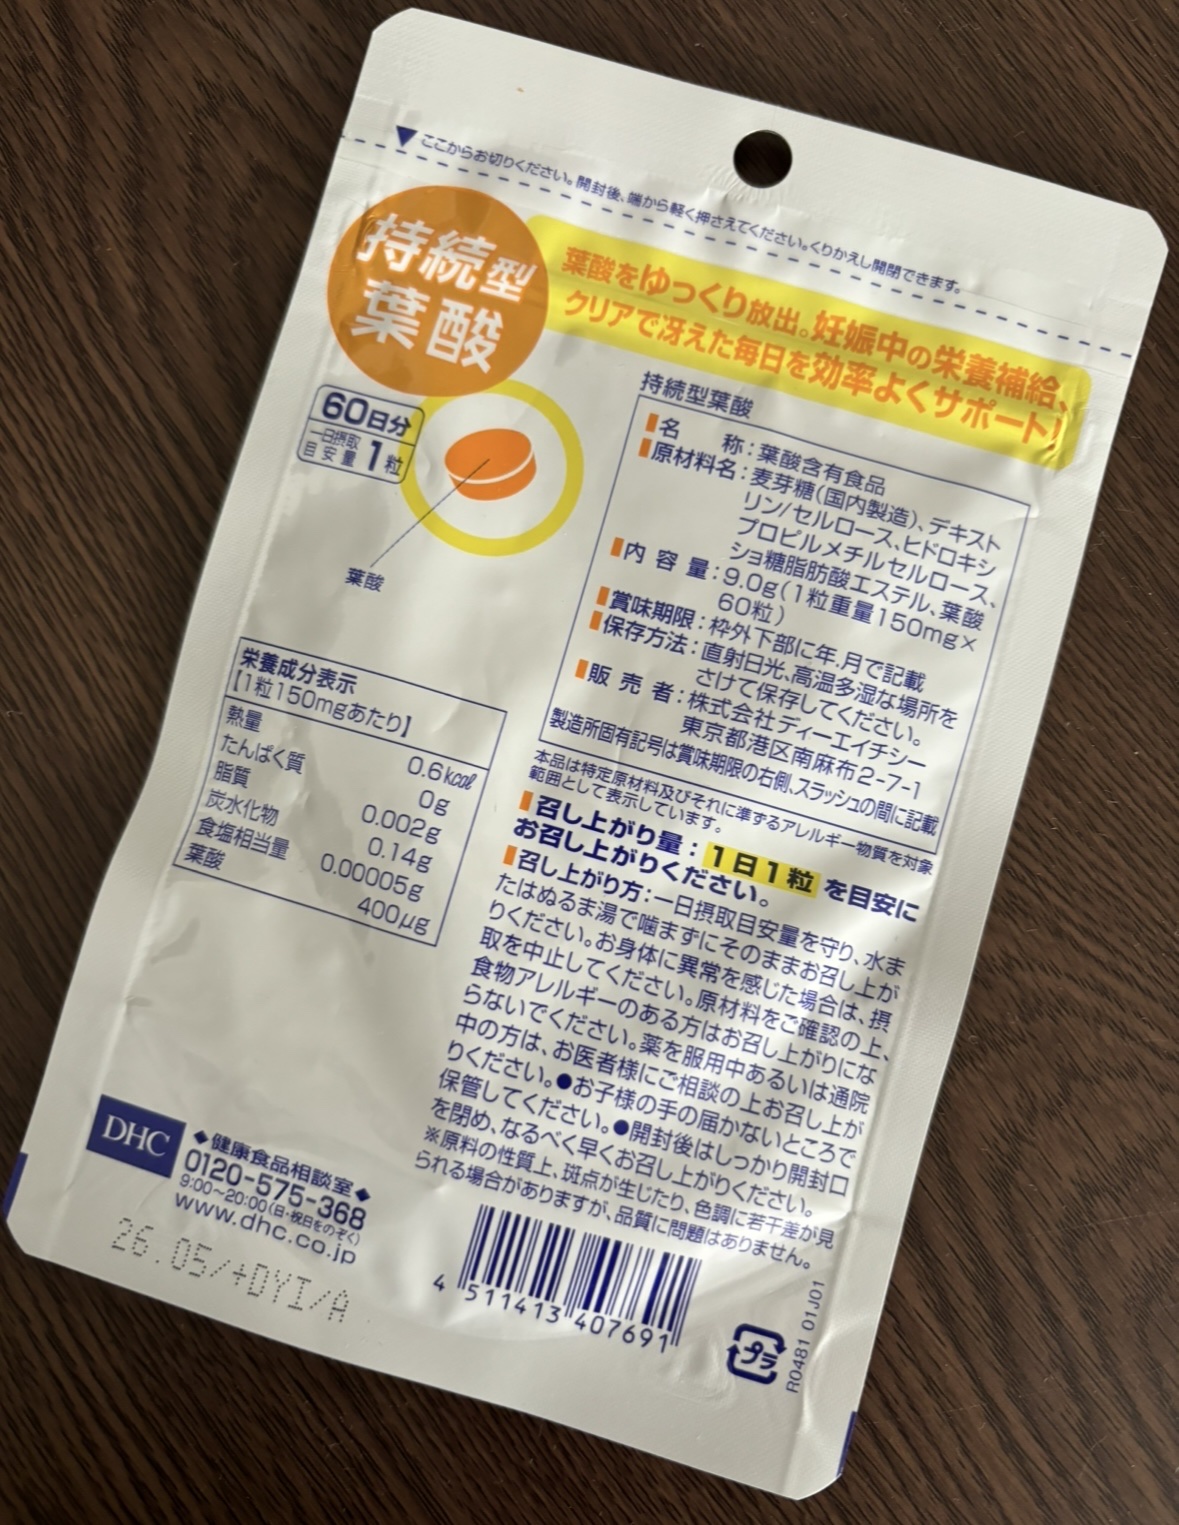 ▼ここからお切りください。開封後、端から軽く押さえてください。くりかえし開閉できます。
持続型
葉酸
葉酸をゆっくり放出。妊娠中の栄養補給、
クリアで冴えた毎日を効率よくサポート!
60日分
一日摂取
目安量
1粒
葉酸
持続型葉酸
名称:葉酸含有食品
原材料名:麦芽糖(国内製造)、デキスト
リン/セルロース、ヒドロキシ
プロピルメチルセルロース、
ショ糖脂肪酸エステル、葉酸
内容量:9.0g(1粒重量150mg×
60粒)
賞味期限:枠外下部に年.月で記載
保存方法:直射日光、高温多湿な場所を
さけて保存してください。
販売者:株式会社ディーエイチシー
東京都港区南麻布2-7-1
製造所固有記号は賞味期限の右側、スラッシュの間に記載
本品は特定原材料及びそれに準ずるアレルギー物質を対象
範囲として表示しています。
召し上がり量:1日1粒を目安に
お召し上がりください。
召し上がり方:一日摂取目安量を守り、水ま
たはぬるま湯で噛まずにそのままお召し上が
りください。お身体に異常を感じた場合は、摂
取を中止してください。原材料をご確認の上、
食物アレルギーのある方はお召し上がりにな
らないでください。薬を服用中あるいは通院
中の方は、お医者様にご相談の上お召し上が
りください。●お子様の手の届かないところで
保管してください。●開封後はしっかり開封口
を閉め、なるべく早くお召し上がりください。
※原料の性質上、斑点が生じたり、色調に若干差が見
られる場合がありますが、品質に問題はありません。
栄養成分表示
【1粒150mgあたり】
熱量 0.6kcal
たんぱく質 0g
脂質 0.002g
炭水化物 0.14g
食塩相当量 0.00005g
葉酸 400μg
DHC
◆健康食品相談室◆
0120-575-368
9:00~20:00(日・祝日をのぞく)
www.dhc.co.jp
26.05/+DYI/A
4 511413 407691
プラ
R0481 01J01